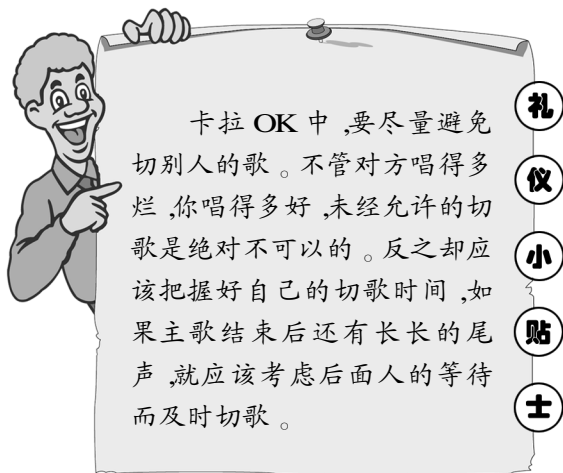 卡拉 OK 中,要尽量避免
切别人的歌。不管对方唱得多
烂,你唱得多好,未经允许的切
歌是绝对不可以的。反之却应
该把握好自己的切歌时间,如
果主歌结束后还有长长的尾
声,就应该考虑后面人的等待
而及时切歌。
礼
仪
小
贴
士